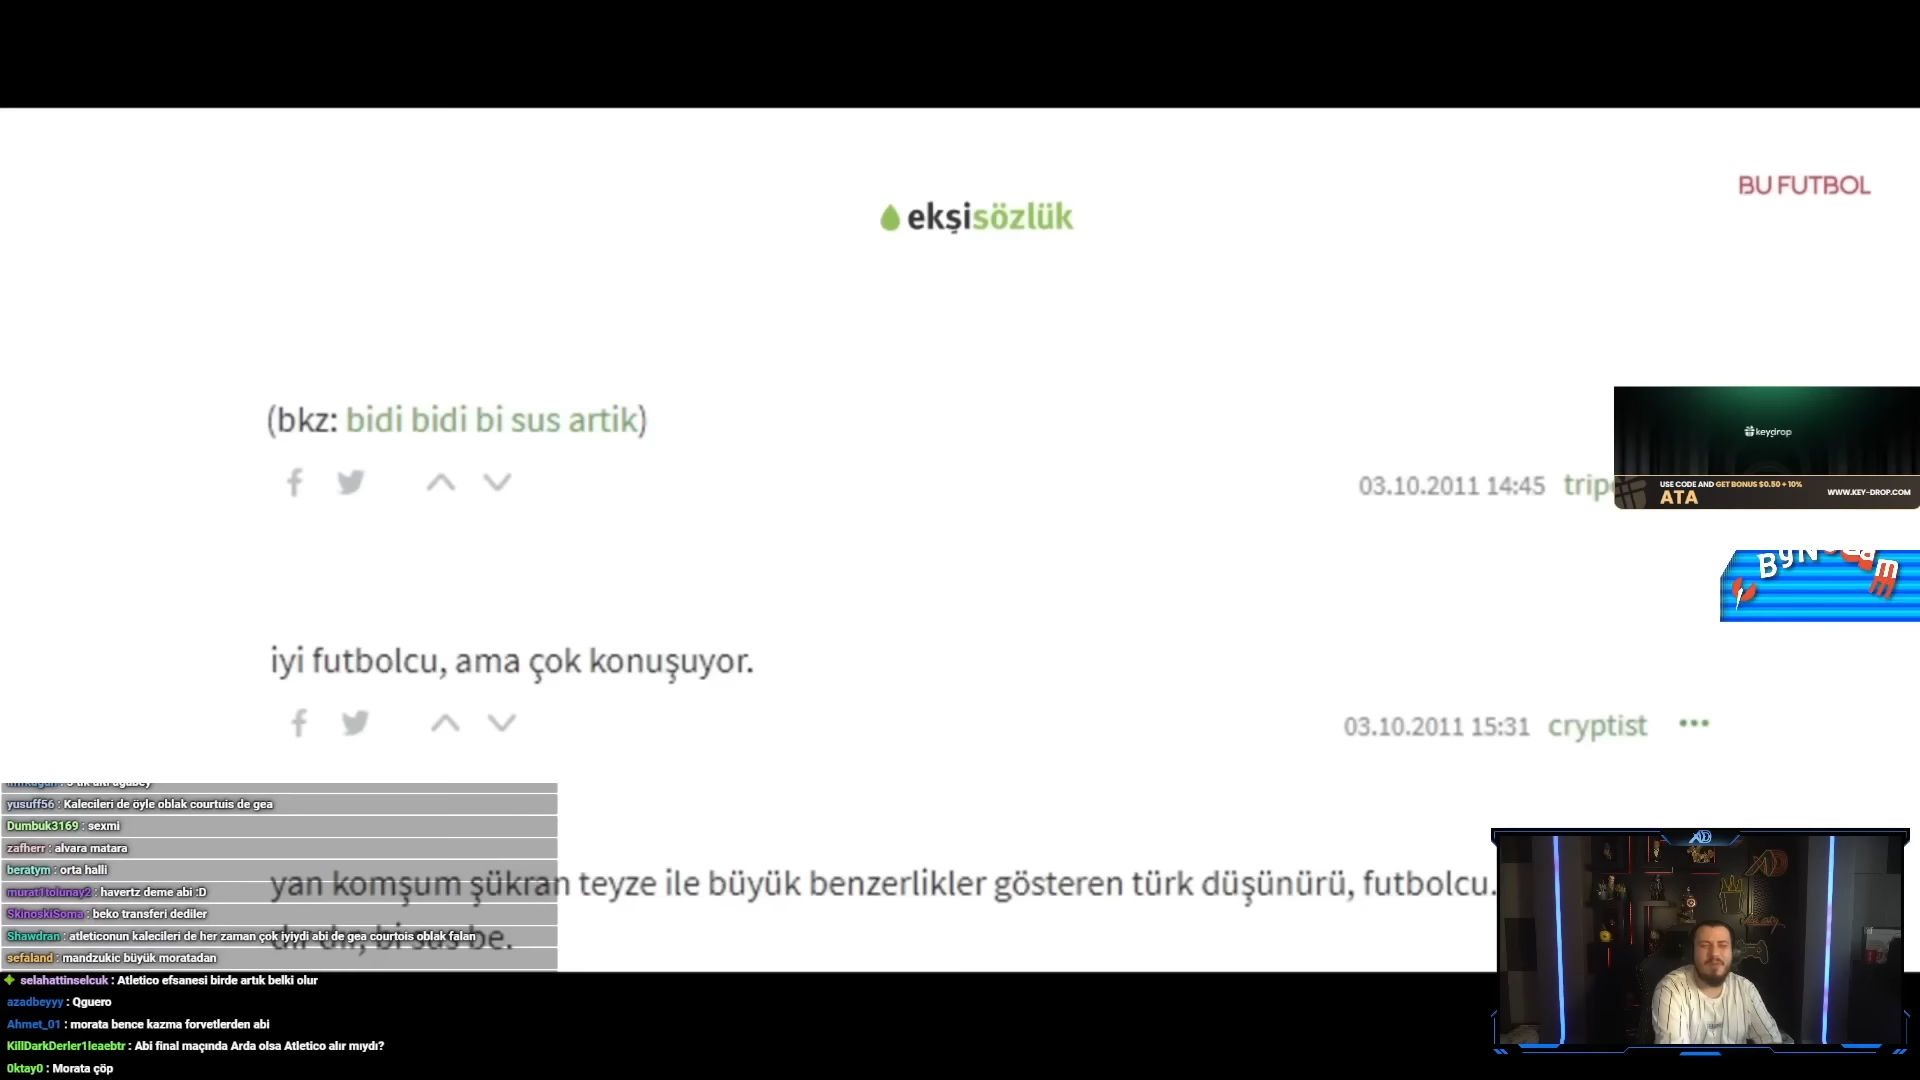 BU FUTBOL
ekşisözlük
(bkz: bidi bidi bi sus artik)
03.10.2011 14:45
keydrop
USE CODE AND GET BONUS $0.50 + 10%
ATA
WWW.KEY-DROP.COM
iyi futbolcu, ama çok konuşuyor.
03.10.2011 15:31 cryptist
yan komşum şükran teyze ile büyük benzerlikler gösteren türk düşünürü, futbolcu.
dır dır, bi sus be.
yusuff56 : Kalecileri de öyle oblak courtuis de gea
Dumbuk3169 : sexmi
zafherr : alvara matara
beratym : orta halli
murat1tolunay2 : havertz deme abi :D
SkinoskiSoma : beko transferi dediler
Shawdran : atleticonun kalecileri de her zaman çok iyiydi abi de gea courtois oblak falan
sefaland : mandzukic büyük moratadan
selahattinselcuk : Atletico efsanesi birde artık belki olur
azadbeyyy : Qguero
Ahmet_01 : morata bence kazma forvetlerden abi
KillDarkDerler1leaebtr : Abi final maçında Arda olsa Atletico alır mıydı?
0ktay0 : Morata çöp